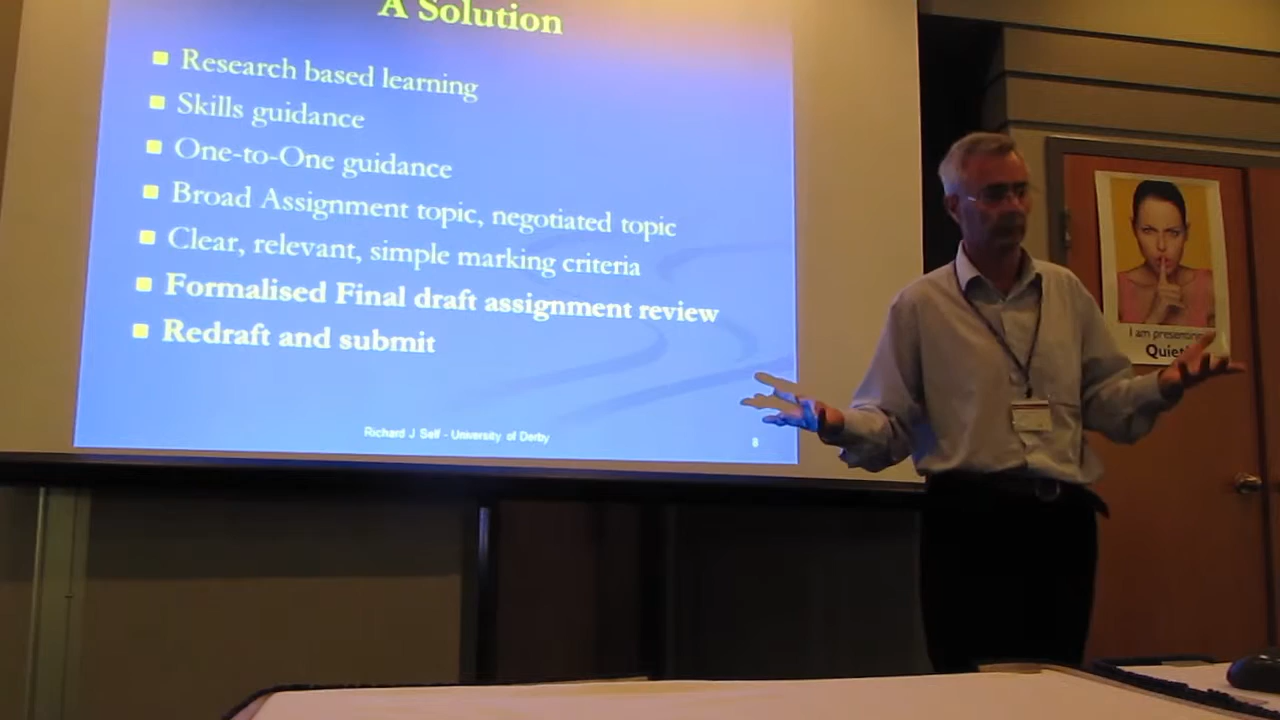 A Solution
Research based learning
Skills guidance
One-to-One guidance
Broad Assignment topic, negotiated topic
Clear, relevant, simple marking criteria
Formalised Final draft assignment review
Redraft and submit
Richard J Self - University of Derby
8
I am presenting
Quiet